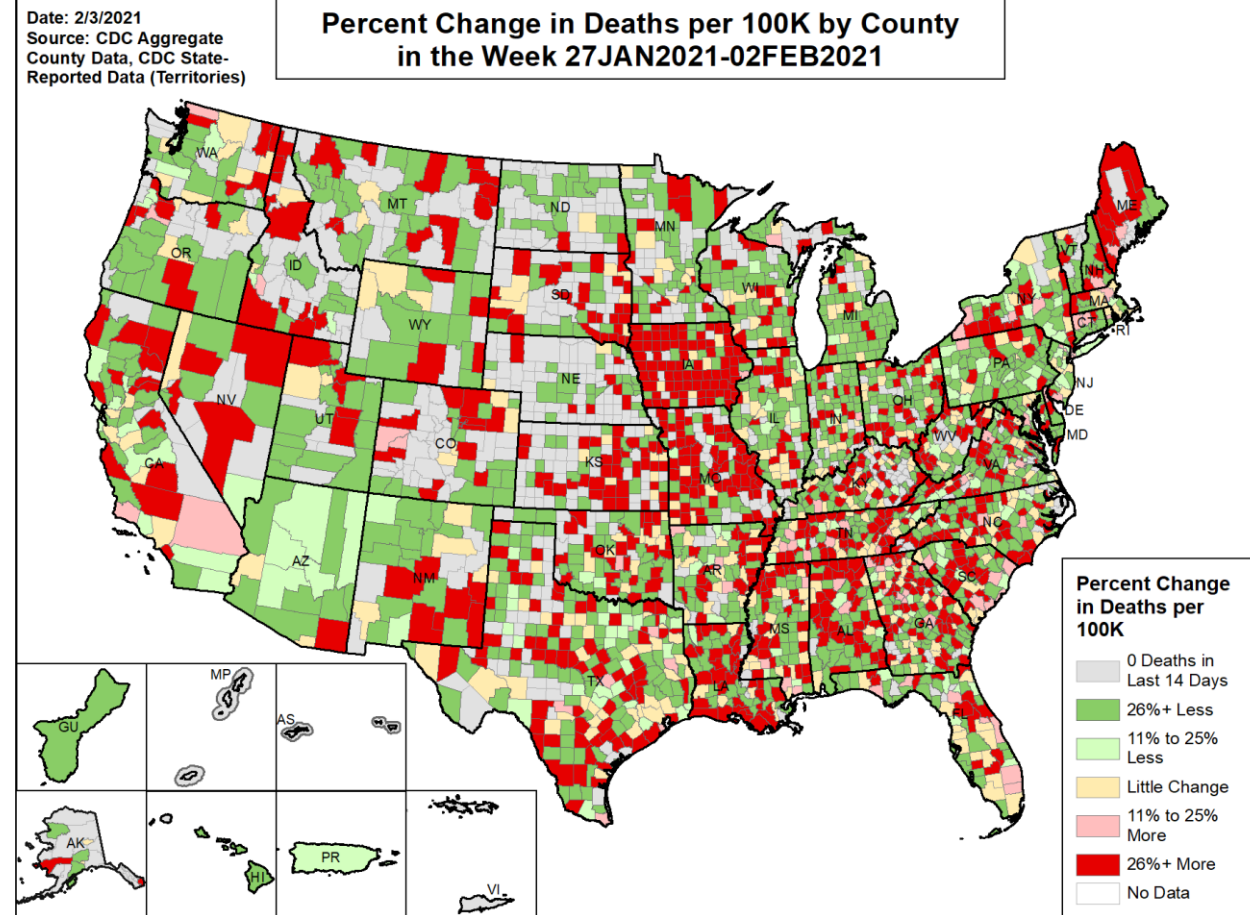 Date: 2/3/2021
Source: CDC Aggregate
County Data, CDC State-
Reported Data (Territories)
Percent Change in Deaths per 100K by County
in the Week 27JAN2021-02FEB2021
WA
MT
ND
MN
ME
OR
ID
SD
WI
MI
VT
NH
NY
MA
CT
RI
WY
IA
PA
NJ
NE
NV
UT
CO
IL
IN
OH
DE
MD
WV
VA
CA
KS
MO
KY
NC
AZ
NM
OK
AR
TN
SC
MS
AL
GA
TX
LA
FL
GU
MP
AS
AK
HI
PR
VI
Percent Change
in Deaths per
100K
0 Deaths in
Last 14 Days
26%+ Less
11% to 25%
Less
Little Change
11% to 25%
More
26%+ More
No Data